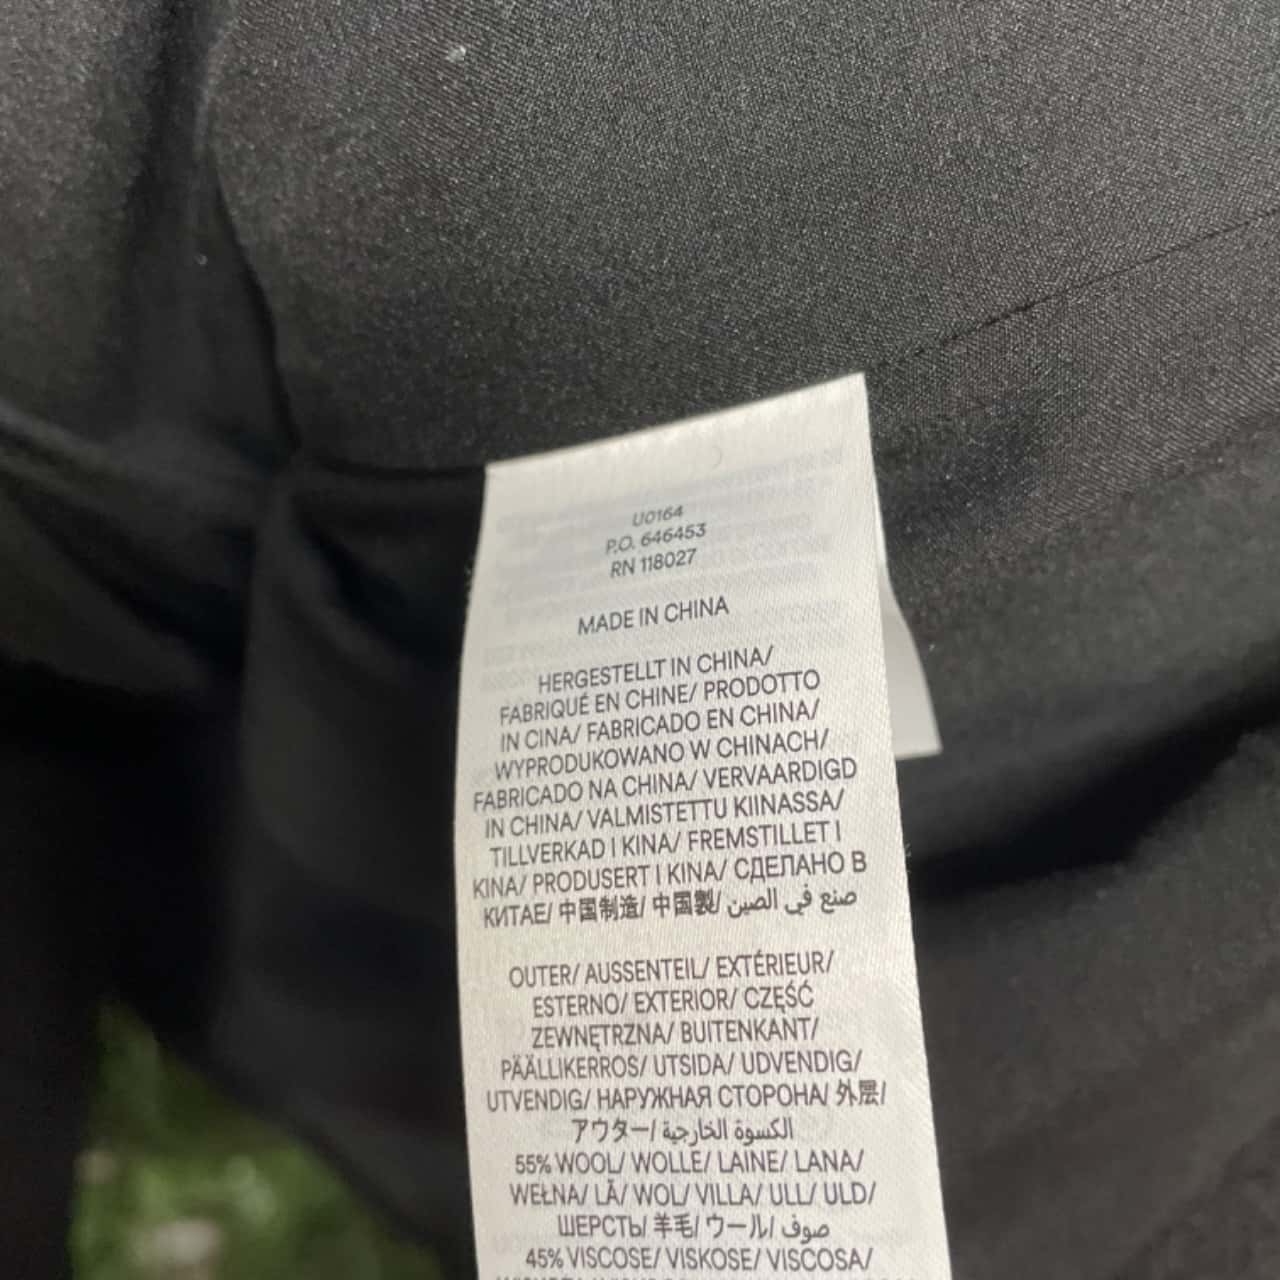 U0164
P.O. 646453
RN 118027
MADE IN CHINA
HERGESTELLT IN CHINA/
FABRIQUÉ EN CHINE/ PRODOTTO
IN CINA/ FABRICADO EN CHINA/
WYPRODUKOWANO W CHINACH/
FABRICADO NA CHINA/ VERVAARDIGD
IN CHINA/ VALMISTETTU KIINASSA/
TILLVERKAD I KINA/ FREMSTILLET I
KINA/ PRODUSERT I KINA/ СДЕЛАНО В
КИТАЕ/ 中国制造/ 中國製/ صنع في الصين
OUTER/ AUSSENTEIL/ EXTÉRIEUR/
ESTERNO/ EXTERIOR/ CZĘŚĆ
ZEWNĘTRZNA/ BUITENKANT/
PÄÄLLIKERROS/ UTSIDA/ UDVENDIG/
UTVENDIG/ НАРУЖНАЯ СТОРОНА/ 外层/
アウター/ الكسوة الخارجية
55% WOOL/ WOLLE/ LAINE/ LANA/
WEŁNA/ LÃ/ WOL/ VILLA/ ULL/ ULD/
ШЕРСТЬ/ 羊毛/ ウール/ صوف
45% VISCOSE/ VISKOSE/ VISCOSA/